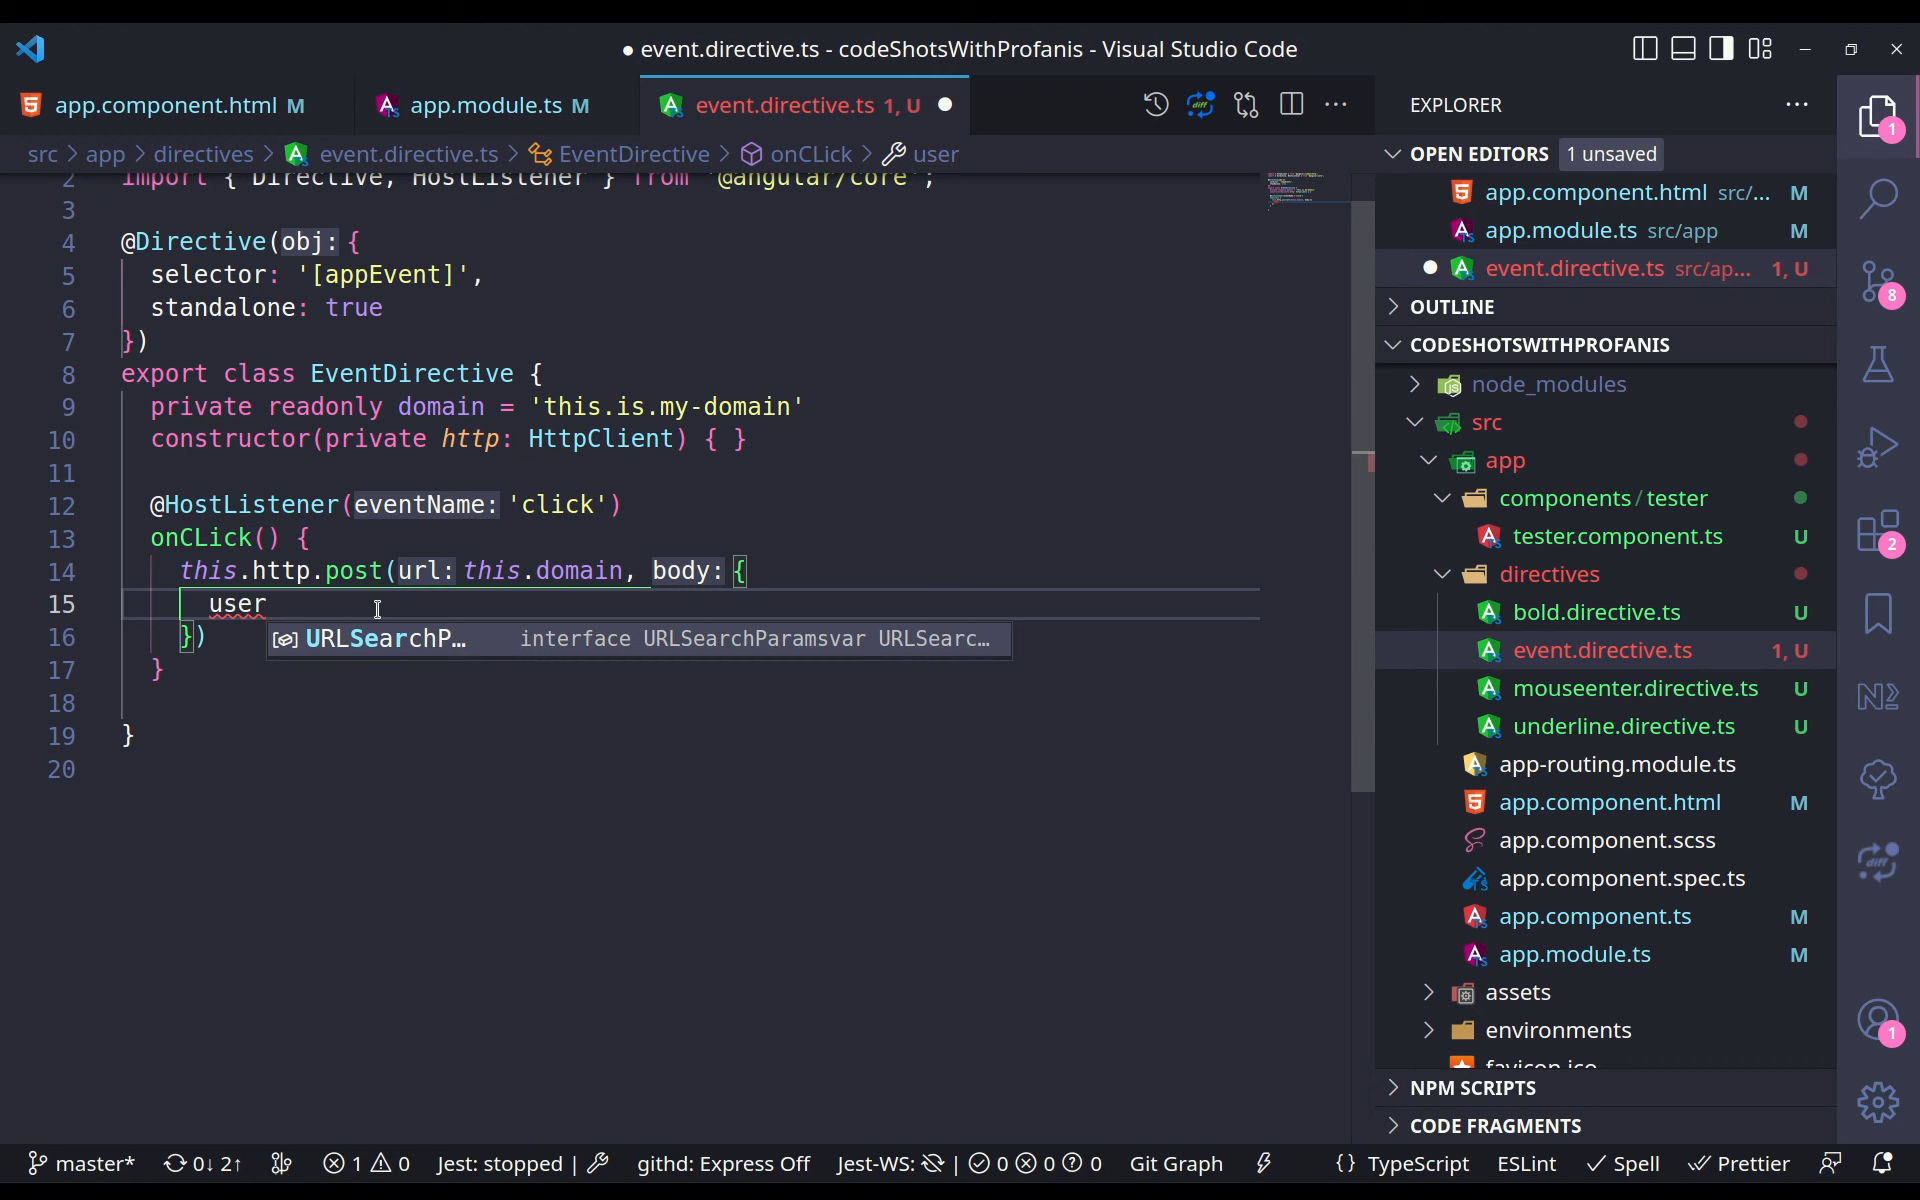 ● event.directive.ts - codeShotsWithProfanis - Visual Studio Code
app.component.html M
app.module.ts M
event.directive.ts 1, U
src > app > directives > event.directive.ts > EventDirective > onCLick > user
2 import { Directive, HostListener } from '@angular/core';
3
4 @Directive(obj: {
5 selector: '[appEvent]',
6 standalone: true
7 })
8 export class EventDirective {
9 private readonly domain = 'this.is.my-domain'
10 constructor(private http: HttpClient) { }
11
12 @HostListener(eventName: 'click')
13 onCLick() {
14 this.http.post(url: this.domain, body: {
15 user
16 })
URLSearchP… interface URLSearchParamsvar URLSearc…
17 }
18
19 }
20
EXPLORER
OPEN EDITORS 1 unsaved
app.component.html src/... M
app.module.ts src/app M
event.directive.ts src/ap... 1, U
OUTLINE
CODESHOTSWITHPROFANIS
node_modules
src
app
components/tester
tester.component.ts U
directives
bold.directive.ts U
event.directive.ts 1, U
mouseenter.directive.ts U
underline.directive.ts U
app-routing.module.ts
app.component.html M
app.component.scss
app.component.spec.ts
app.component.ts M
app.module.ts M
assets
environments
favicon.ico
NPM SCRIPTS
CODE FRAGMENTS
1
8
2
diff
1
master* 0↓ 2↑ 1 0 Jest: stopped | githd: Express Off Jest-WS: | 0 0 0 Git Graph {} TypeScript ESLint Spell Prettier